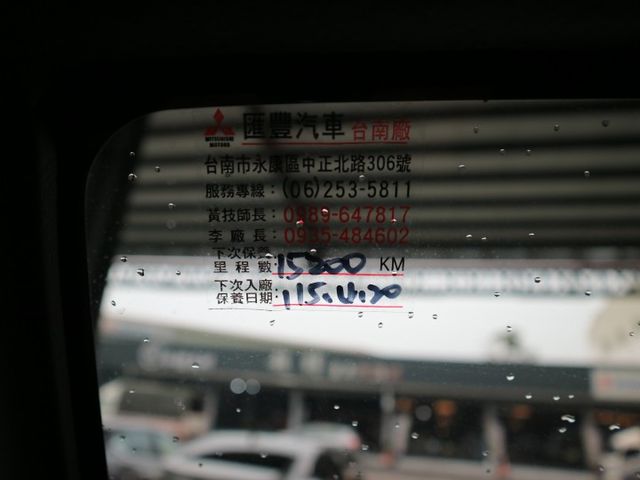 匯豐汽車 台南廠
MITSUBISHI
MOTORS
台南市永康區中正北路306號
服務專線：(06)253-5811
黃技師長：0989-647817
李廠長：0935-484602
下次保養
里程數：15200 KM
下次入廠
保養日期：115.4.20